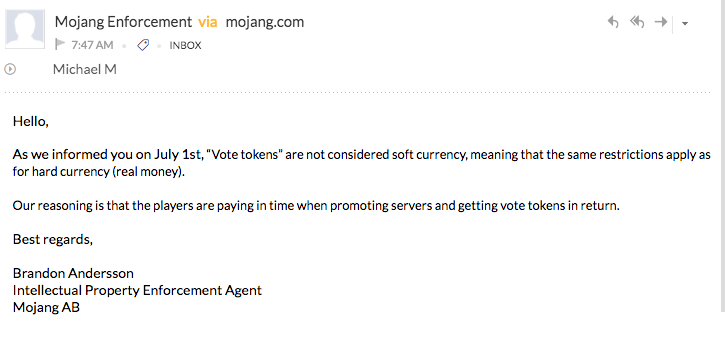 Mojang Enforcement via mojang.com
7:47 AM INBOX
Michael M
Hello,
As we informed you on July 1st, "Vote tokens" are not considered soft currency, meaning that the same restrictions apply as
for hard currency (real money).
Our reasoning is that the players are paying in time when promoting servers and getting vote tokens in return.
Best regards,
Brandon Andersson
Intellectual Property Enforcement Agent
Mojang AB